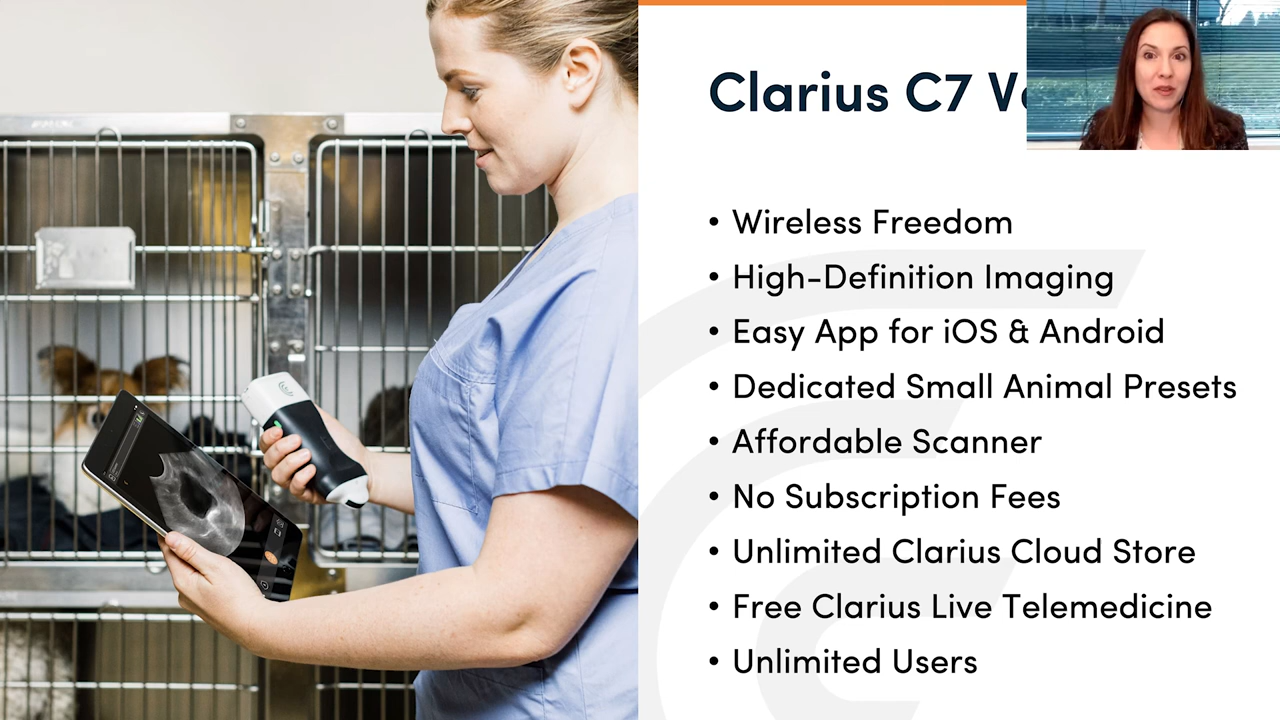 Clarius C7
• Wireless Freedom
• High-Definition Imaging
• Easy App for iOS & Android
• Dedicated Small Animal Presets
• Affordable Scanner
• No Subscription Fees
• Unlimited Clarius Cloud Store
• Free Clarius Live Telemedicine
• Unlimited Users